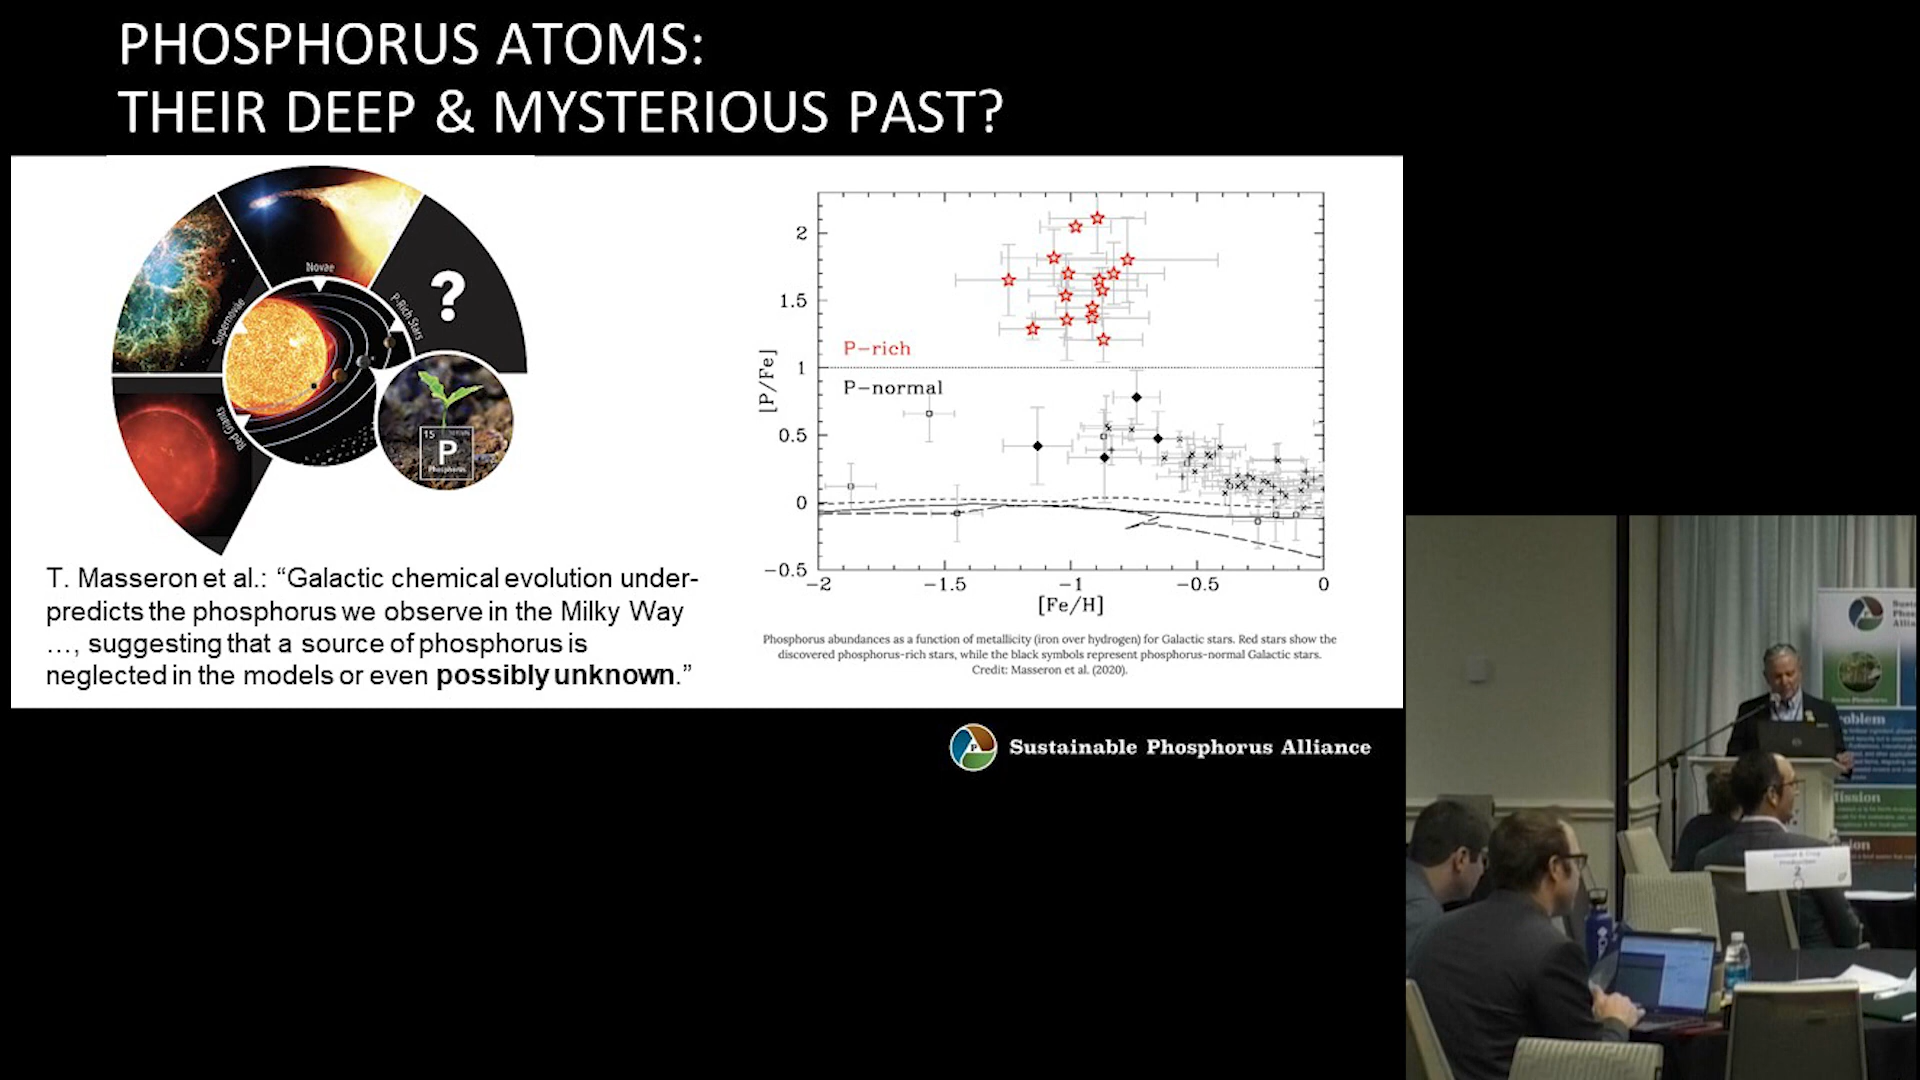 PHOSPHORUS ATOMS:
THEIR DEEP & MYSTERIOUS PAST?
Novae
Supernovae
P-Rich Stars
Red Giants
?
15
P
Phosphorus
T. Masseron et al.: “Galactic chemical evolution under-
predicts the phosphorus we observe in the Milky Way
…, suggesting that a source of phosphorus is
neglected in the models or even possibly unknown.”
[P/Fe]
2
1.5
1
0.5
0
−0.5
P−rich
P−normal
−2 −1.5 −1 −0.5 0
[Fe/H]
Phosphorus abundances as a function of metallicity (iron over hydrogen) for Galactic stars. Red stars show the
discovered phosphorus-rich stars, while the black symbols represent phosphorus-normal Galactic stars.
Credit: Masseron et al. (2020).
P
Sustainable Phosphorus Alliance
oblem
ission
ion
Production
2